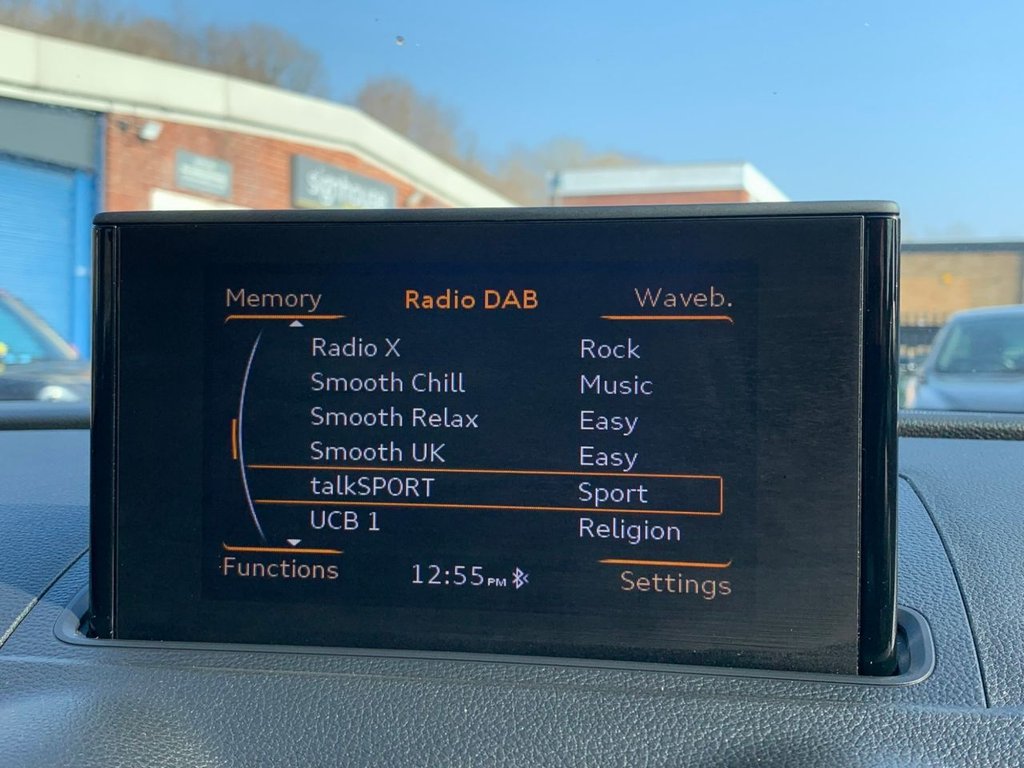 signhouse
Memory Radio DAB Waveb.
Radio X Rock
Smooth Chill Music
Smooth Relax Easy
Smooth UK Easy
talkSPORT Sport
UCB 1 Religion
Functions 12:55PM Settings